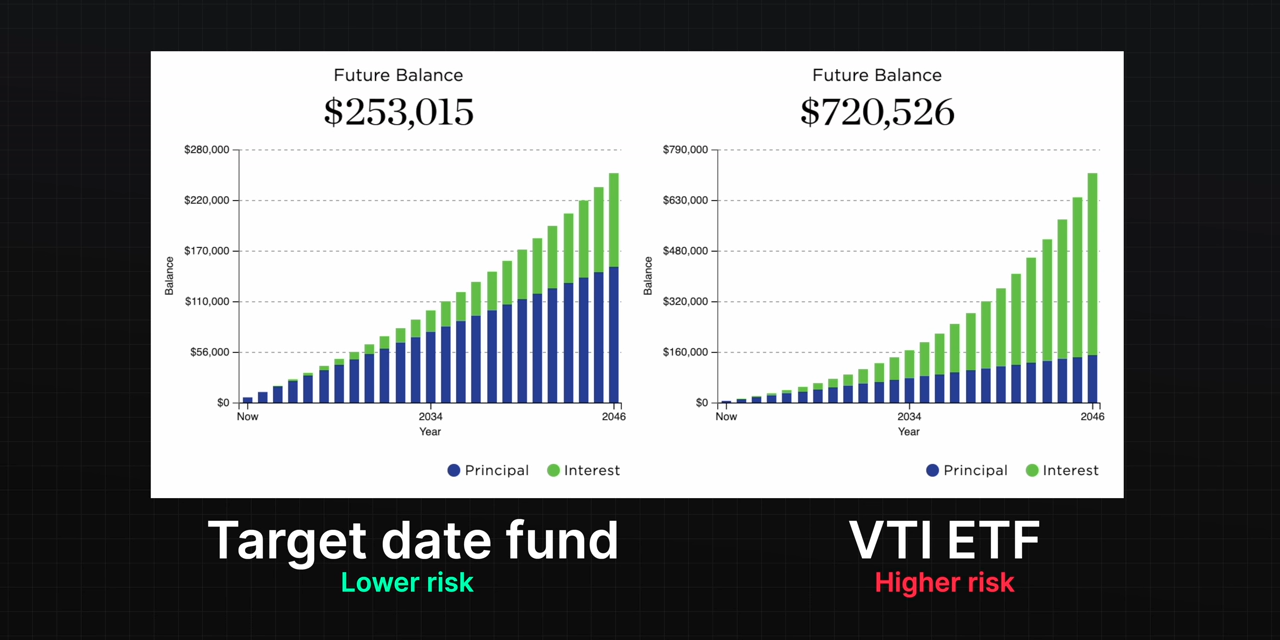 Future Balance
$253,015
$280,000
$220,000
$170,000
$110,000
$56,000
$0
Balance
Now
2034
2046
Year
Principal
Interest
Future Balance
$720,526
$790,000
$630,000
$480,000
$320,000
$160,000
$0
Balance
Now
2034
2046
Year
Principal
Interest
Target date fund
Lower risk
VTI ETF
Higher risk